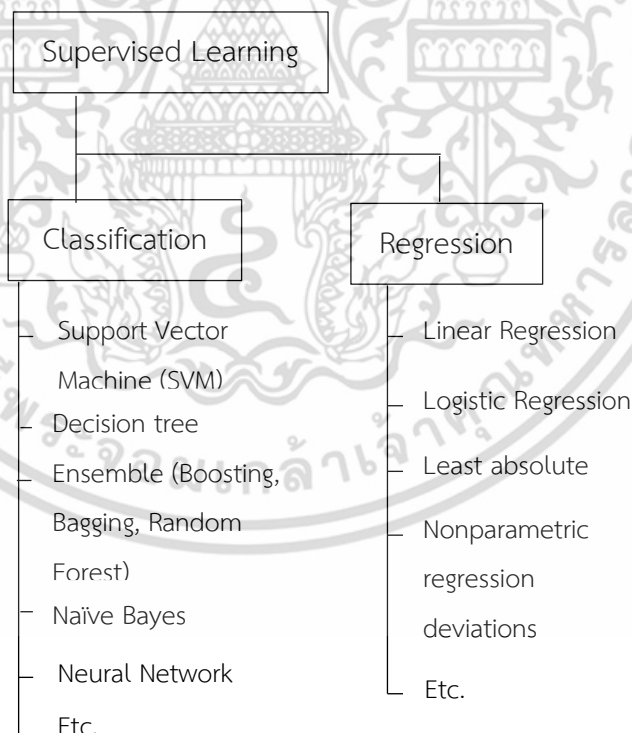 Supervised Learning
Classification
Support Vector
Machine (SVM)
Decision tree
Ensemble (Boosting,
Bagging, Random
Forest)
Naïve Bayes
Neural Network
Etc.
Regression
Linear Regression
Logistic Regression
Least absolute
Nonparametric
regression
deviations
Etc.